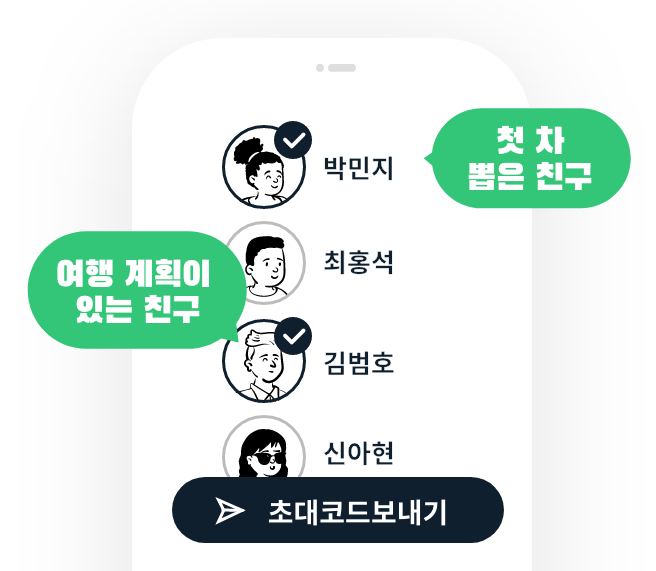 첫 차
뽑은 친구
박민지
최홍석
여행 계획이
있는 친구
김범호
신아현
초대코드보내기